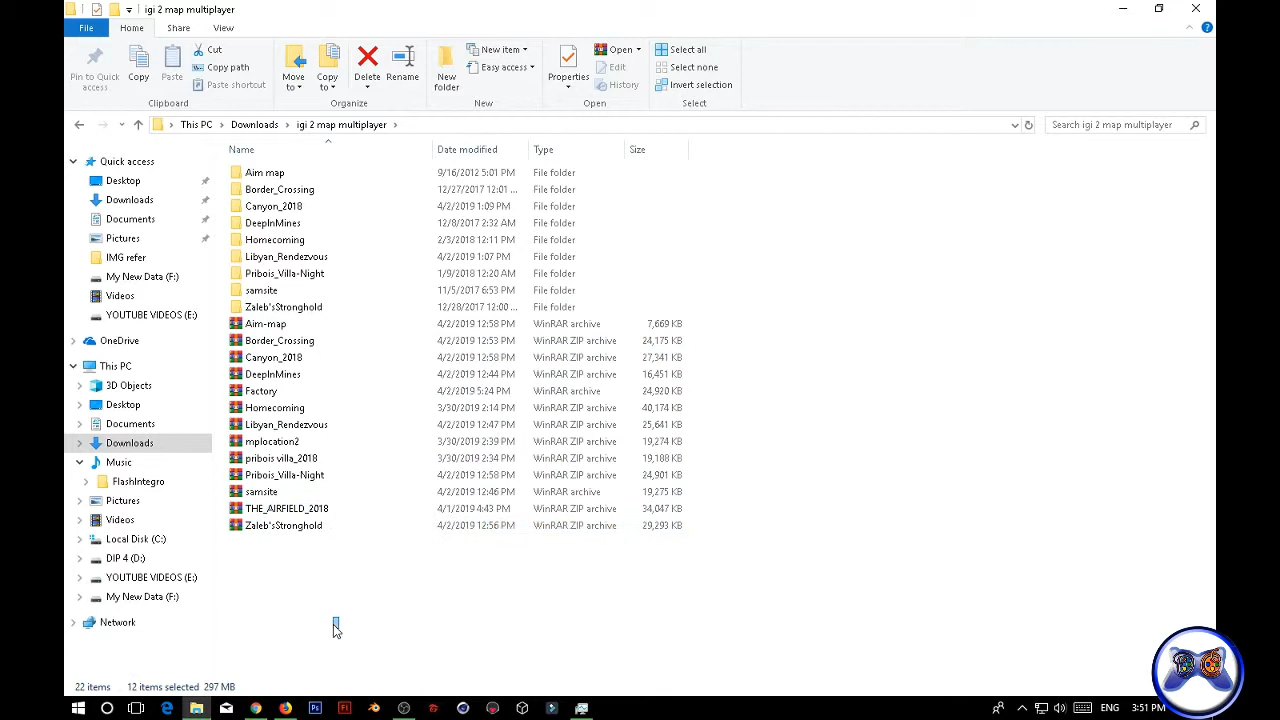 igi 2 map multiplayer
File Home Share View
Pin to Quick access
Copy
Paste
Cut
Copy path
Paste shortcut
Clipboard
Move to
Copy to
Delete
Rename
Organize
New folder
New item
Easy access
New
Properties
Open
Edit
History
Open
Select all
Select none
Invert selection
Select
This PC > Downloads > igi 2 map multiplayer >
Search igi 2 map multiplayer
Name Date modified Type Size
Quick access
Desktop
Downloads
Documents
Pictures
IMG refer
My New Data (F:)
Videos
YOUTUBE VIDEOS (E:)
OneDrive
This PC
3D Objects
Desktop
Documents
Downloads
Music
FlashIntegro
Pictures
Videos
Local Disk (C:)
DIP 4 (D:)
YOUTUBE VIDEOS (E:)
My New Data (F:)
Network
Aim map 9/16/2012 5:01 PM File folder
Border_Crossing 12/27/2017 12:01 ... File folder
Canyon_2018 4/2/2019 1:09 PM File folder
DeepInMines 12/8/2017 2:32 AM File folder
Homecoming 2/3/2018 12:11 PM File folder
Libyan_Rendezvous 4/2/2019 1:07 PM File folder
Pribois_Villa-Night 1/9/2018 12:20 AM File folder
samsite 11/5/2017 6:53 PM File folder
Zaleb'sStronghold 12/28/2017 12:00 ... File folder
Aim-map 4/2/2019 12:58 PM WinRAR archive 7,669 KB
Border_Crossing 4/2/2019 12:53 PM WinRAR ZIP archive 24,175 KB
Canyon_2018 4/2/2019 12:58 PM WinRAR ZIP archive 27,341 KB
DeepInMines 4/2/2019 12:44 PM WinRAR ZIP archive 16,451 KB
Factory 4/2/2019 5:24 PM WinRAR ZIP archive 24,920 KB
Homecoming 3/30/2019 2:14 PM WinRAR ZIP archive 40,174 KB
Libyan_Rendezvous 4/2/2019 12:47 PM WinRAR ZIP archive 25,641 KB
mplocation2 3/30/2019 2:39 PM WinRAR ZIP archive 19,274 KB
pribois villa_2018 3/30/2019 2:34 PM WinRAR ZIP archive 19,188 KB
Pribois_Villa-Night 4/2/2019 12:58 PM WinRAR ZIP archive 24,901 KB
samsite 4/2/2019 12:46 PM WinRAR archive 19,275 KB
THE_AIRFIELD_2018 4/1/2019 4:43 PM WinRAR ZIP archive 34,047 KB
Zaleb'sStronghold 4/2/2019 12:56 PM WinRAR ZIP archive 29,293 KB
22 items 12 items selected 297 MB
ENG 3:51 PM